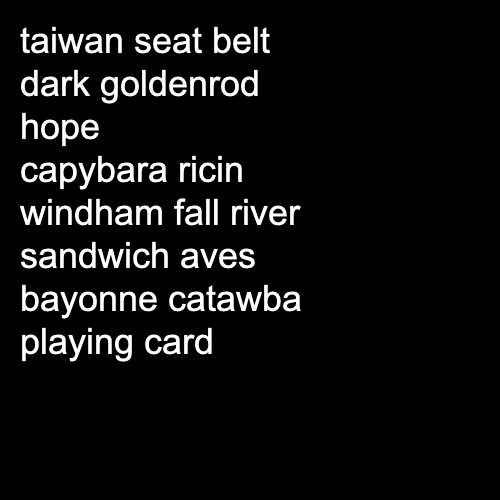 taiwan seat belt
dark goldenrod
hope
capybara ricin
windham fall river
sandwich aves
bayonne catawba
playing card